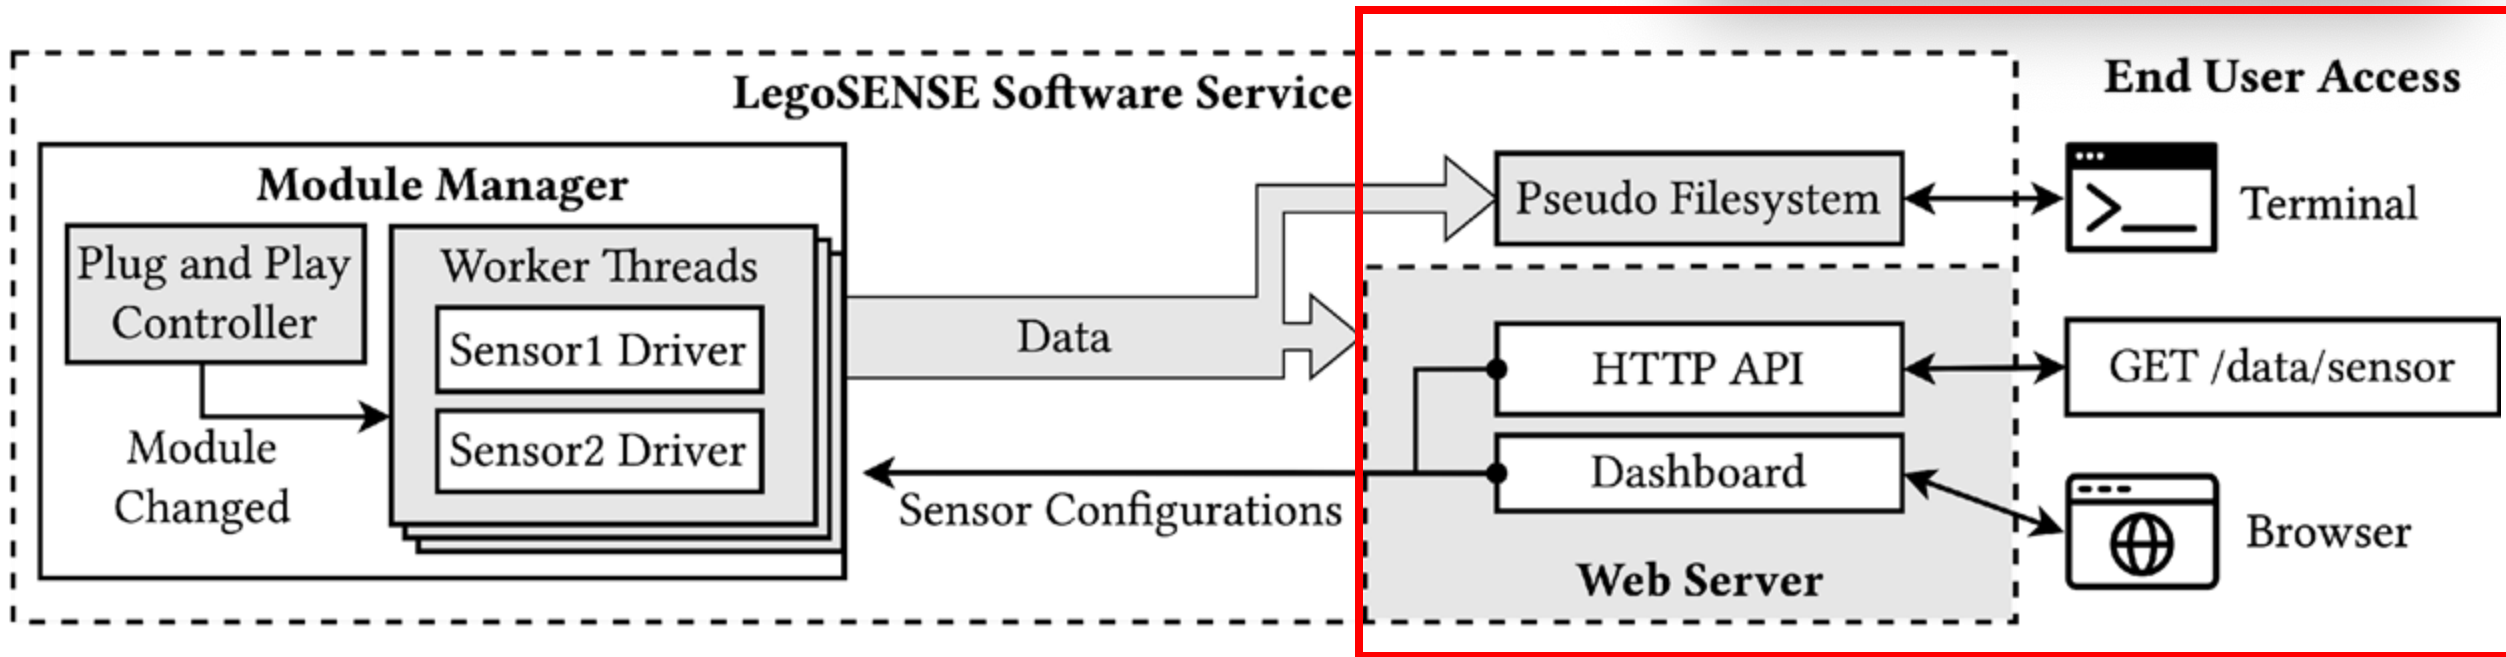 LegoSENSE Software Service
End User Access
Module Manager
Plug and Play
Controller
Worker Threads
Sensor1 Driver
Sensor2 Driver
Module
Changed
Data
Sensor Configurations
Pseudo Filesystem
HTTP API
Dashboard
Web Server
Terminal
GET /data/sensor
Browser